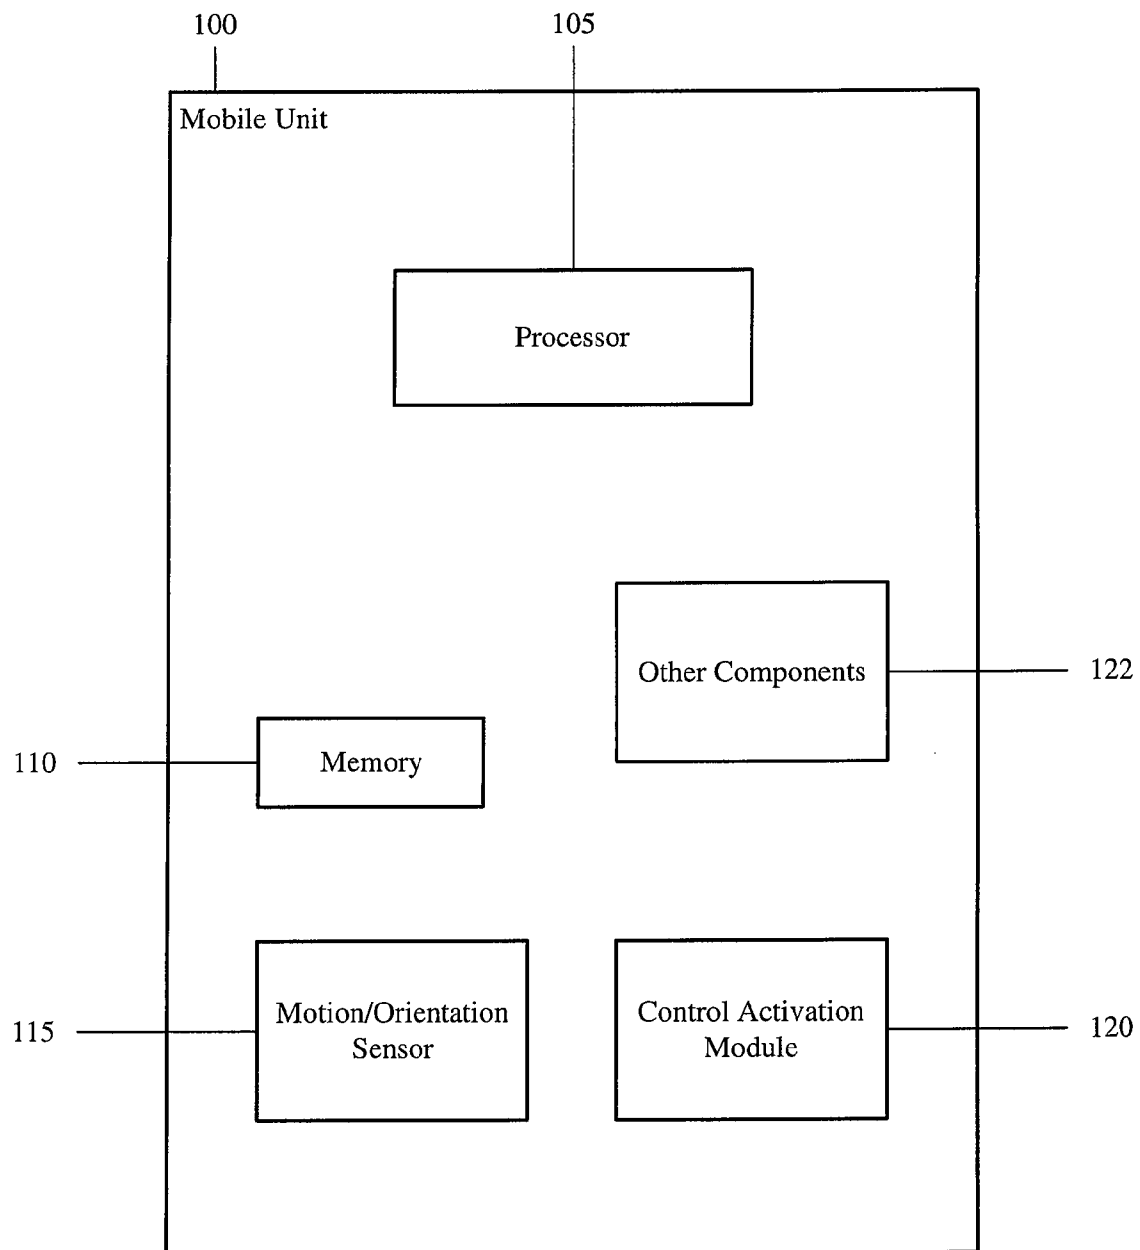 100
105
Mobile Unit
Processor
Other Components
122
110
Memory
Motion/Orientation
Sensor
115
Control Activation
Module
120